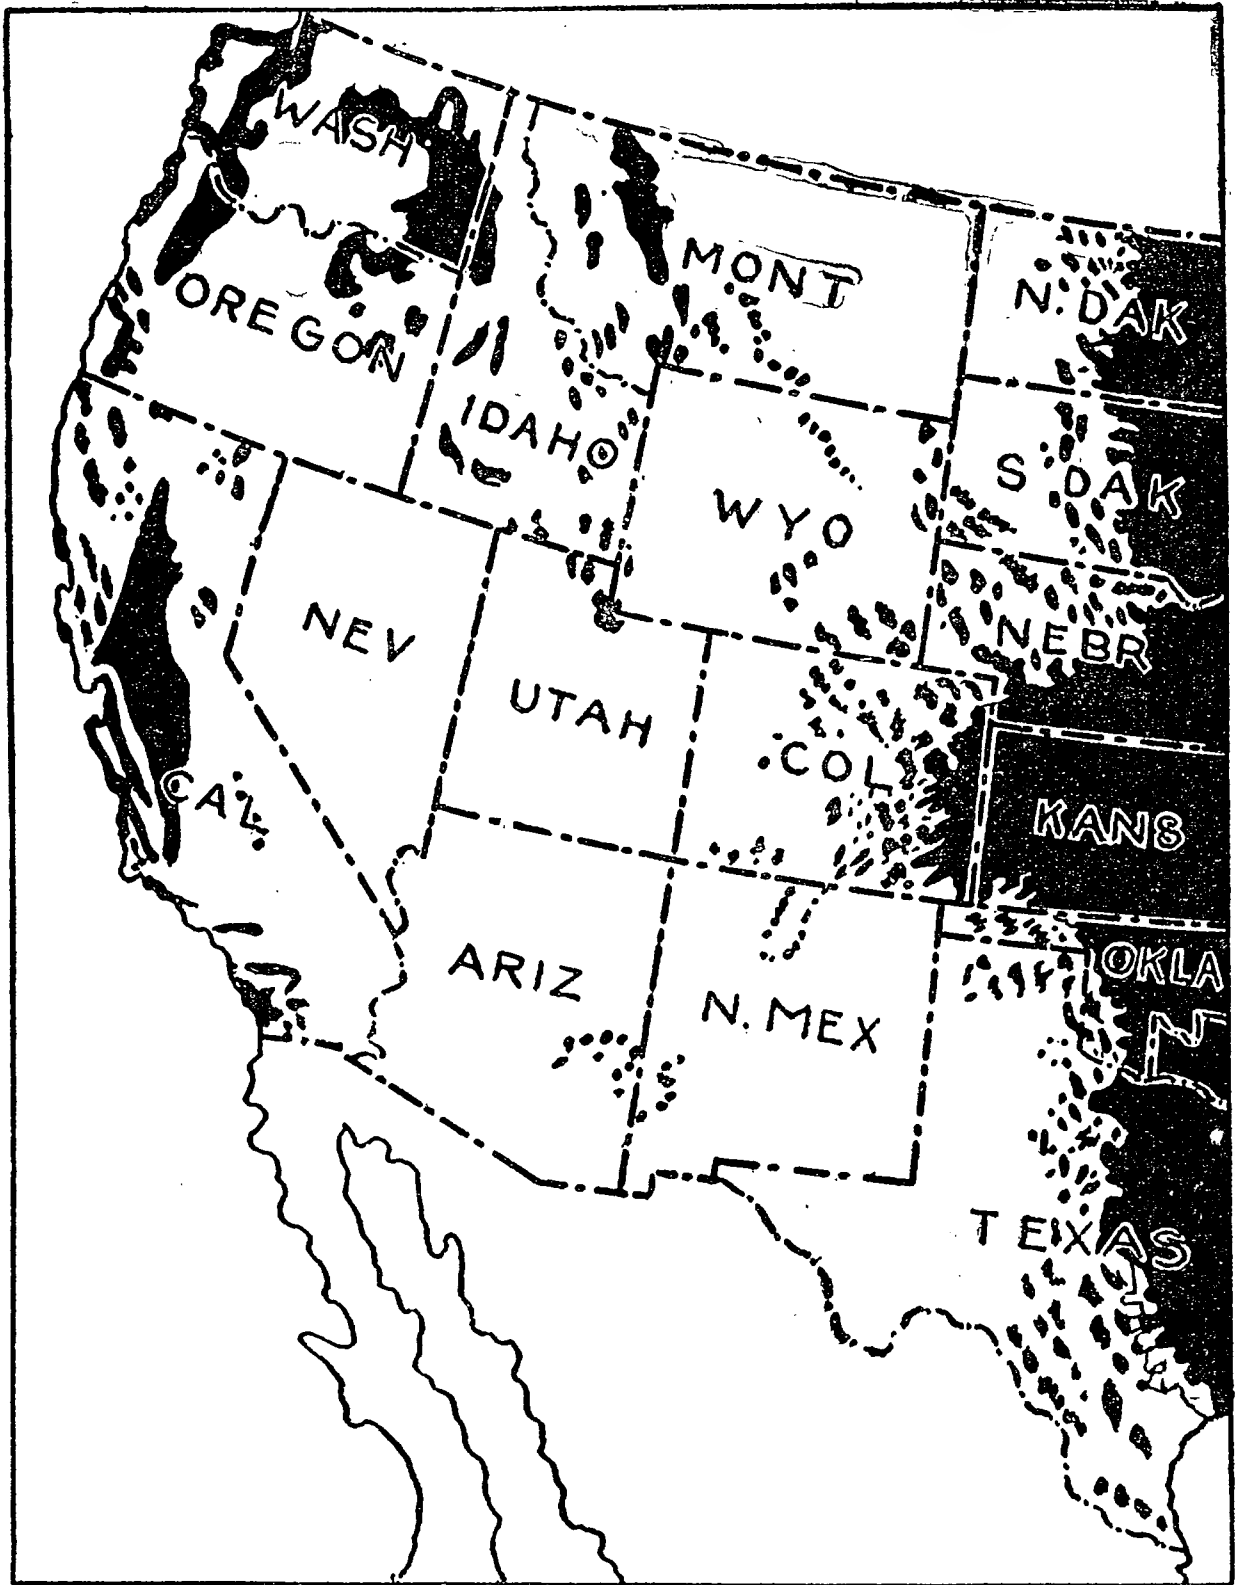 WASH
MONT
N. DAK
OREGON
IDAHO
S DAK
WYO
NEV
NEBR
UTAH
COL
CAL
KANS
ARIZ
OKLA
N. MEX
TEXAS